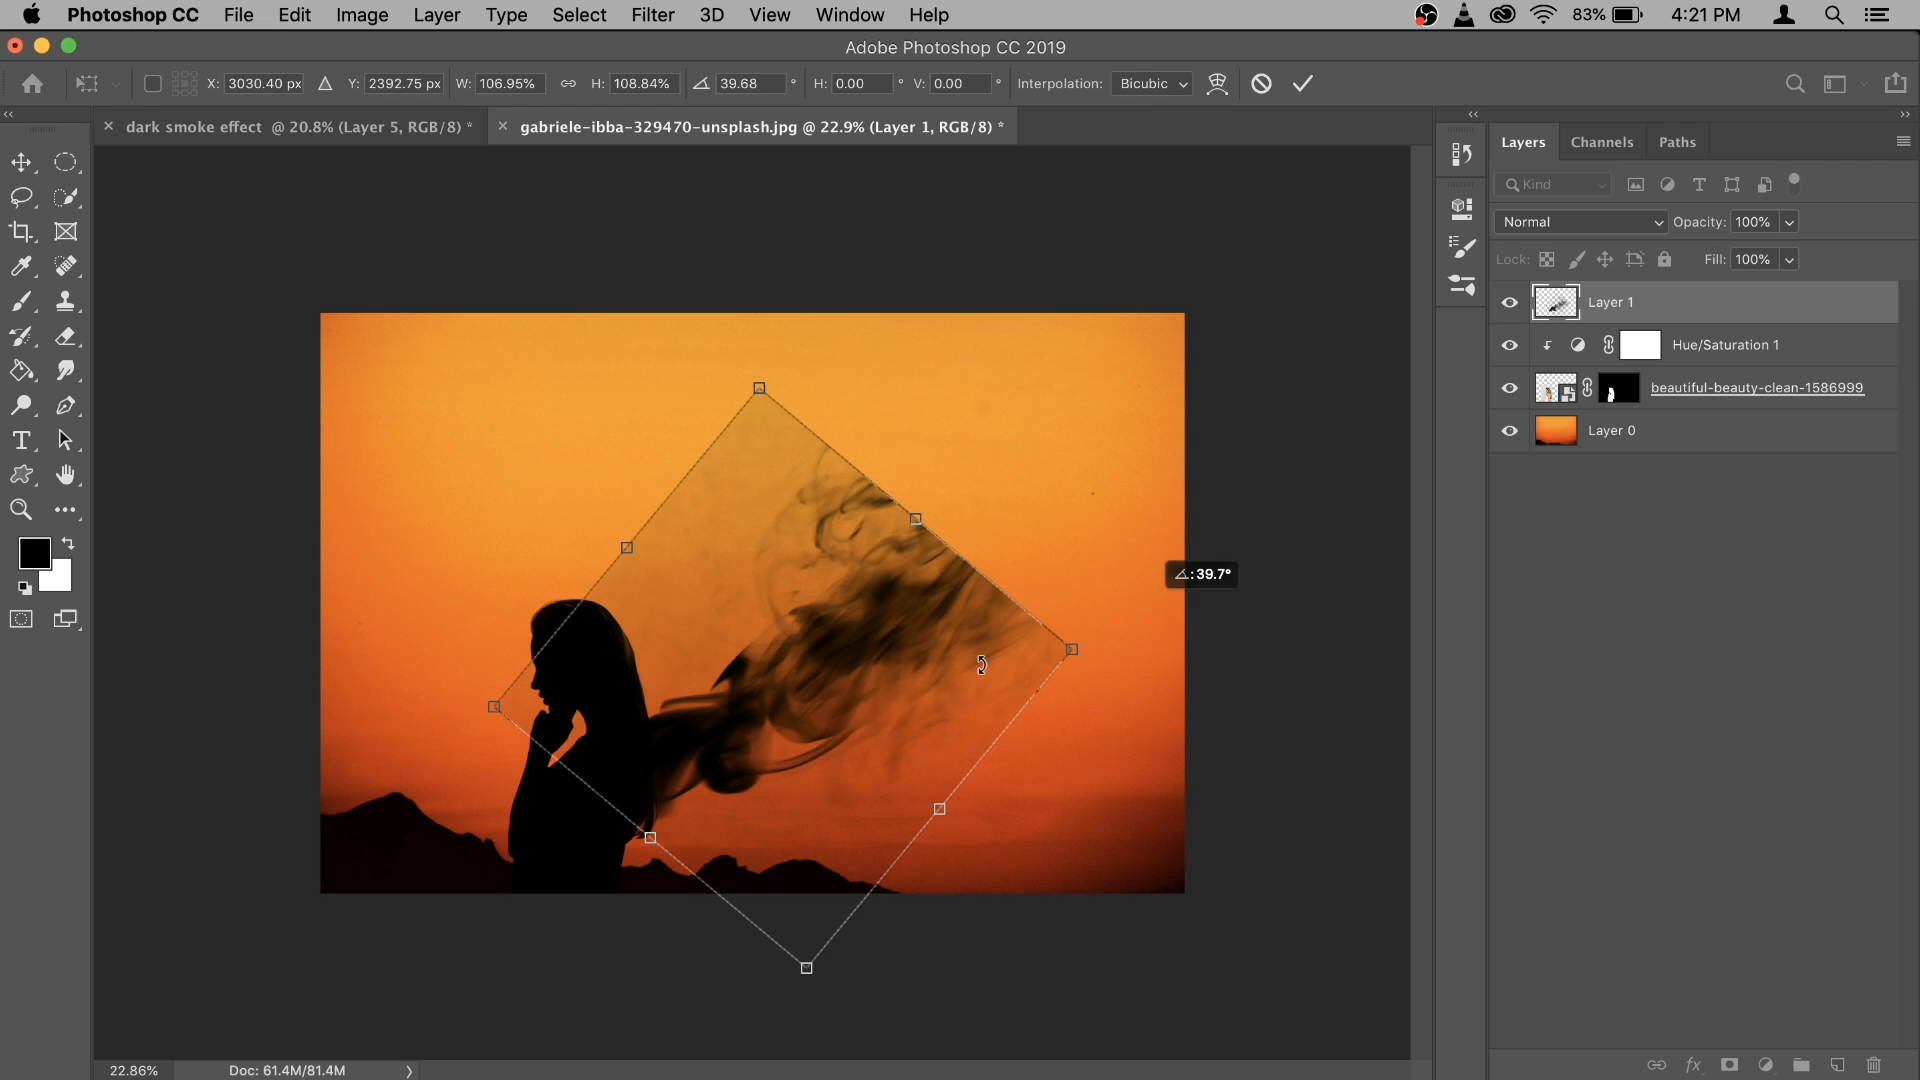 Photoshop CC File Edit Image Layer Type Select Filter 3D View Window Help 83% 4:21 PM
Adobe Photoshop CC 2019
X: 3030.40 px Y: 2392.75 px W: 106.95% H: 108.84% 39.68 ° H: 0.00 ° V: 0.00 ° Interpolation: Bicubic
dark smoke effect @ 20.8% (Layer 5, RGB/8) *
gabriele-ibba-329470-unsplash.jpg @ 22.9% (Layer 1, RGB/8) *
Layers Channels Paths
Kind
Normal Opacity: 100%
Lock: Fill: 100%
Layer 1
Hue/Saturation 1
beautiful-beauty-clean-1586999
Layer 0
: 39.7°
22.86% Doc: 61.4M/81.4M